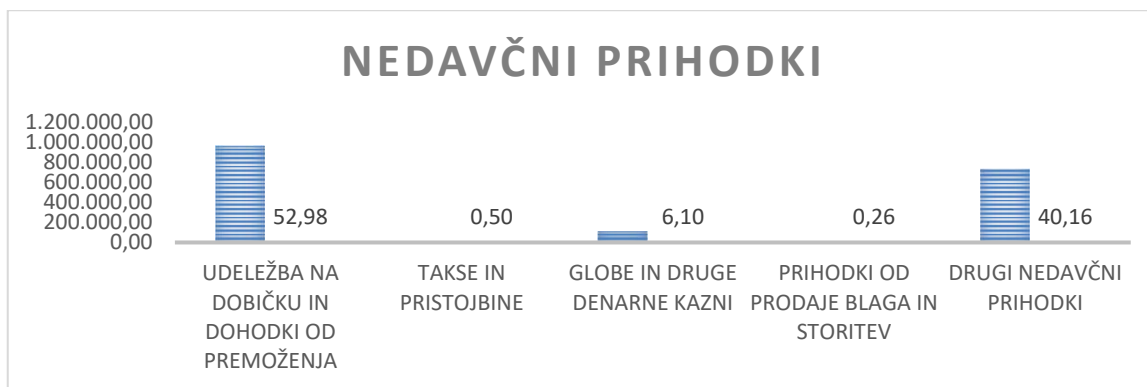 NEDAVČNI PRIHODKI
1.200.000,00
1.000.000,00
800.000,00
600.000,00
400.000,00
200.000,00
0,00
52,98
0,50
6,10
0,26
40,16
UDELEŽBA NA
DOBIČKU IN
DOHODKI OD
PREMOŽENJA
TAKSE IN
PRISTOJBINE
GLOBE IN DRUGE
DENARNE KAZNI
PRIHODKI OD
PRODAJE BLAGA IN
STORITEV
DRUGI NEDAVČNI
PRIHODKI